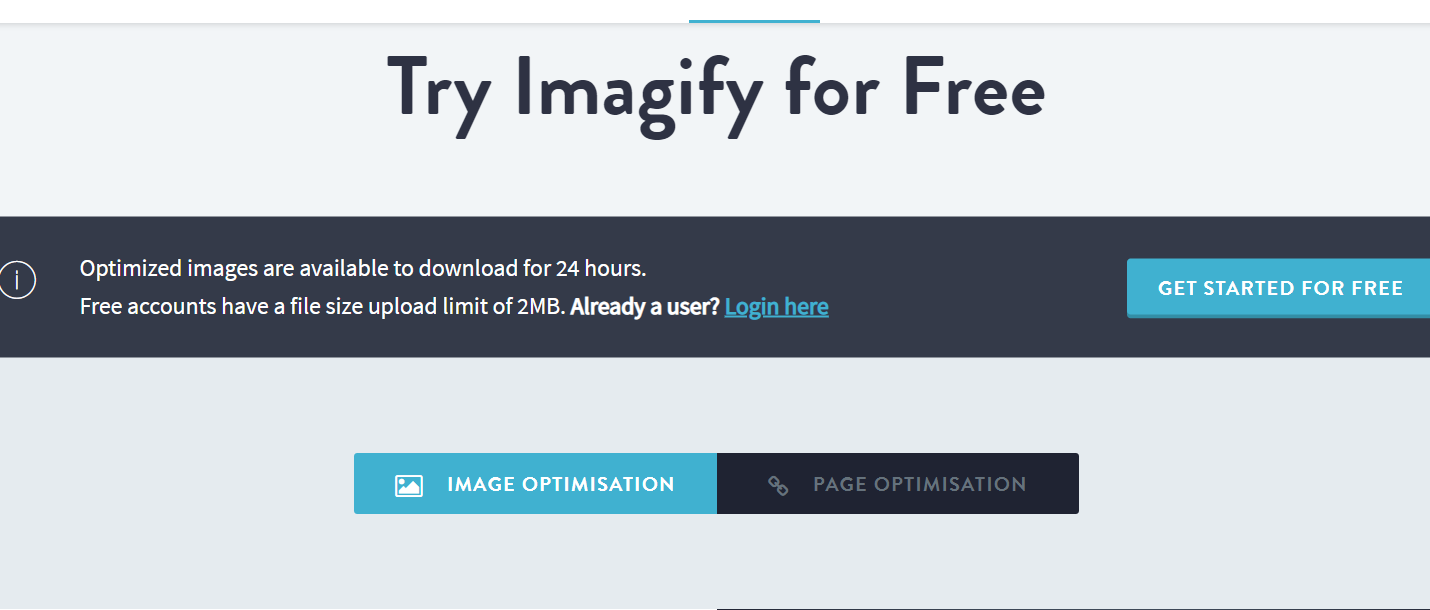 Try Imagify for Free
Optimized images are available to download for 24 hours.
Free accounts have a file size upload limit of 2MB. Already a user? Login here
GET STARTED FOR FREE
IMAGE OPTIMISATION
PAGE OPTIMISATION